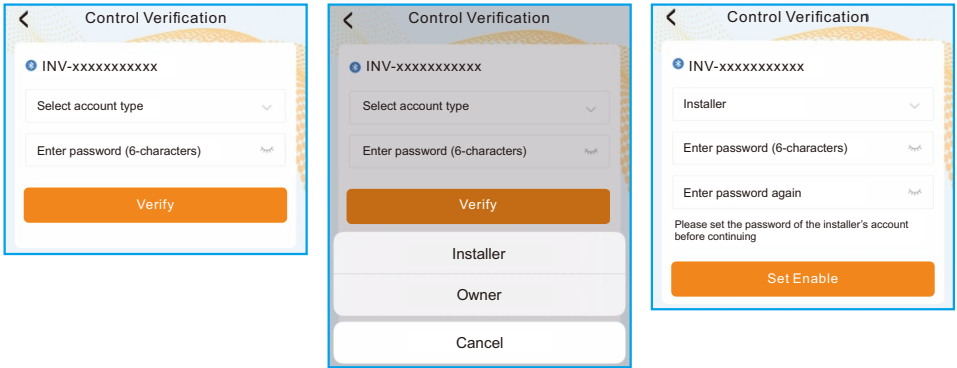 Control Verification
INV-xxxxxxxxxxx
Select account type
Enter password (6-characters)
Verify
Control Verification
INV-xxxxxxxxxxx
Select account type
Enter password (6-characters)
Verify
Installer
Owner
Cancel
Control Verification
INV-xxxxxxxxxxx
Installer
Enter password (6-characters)
Enter password again
Please set the password of the installer's account
before continuing
Set Enable